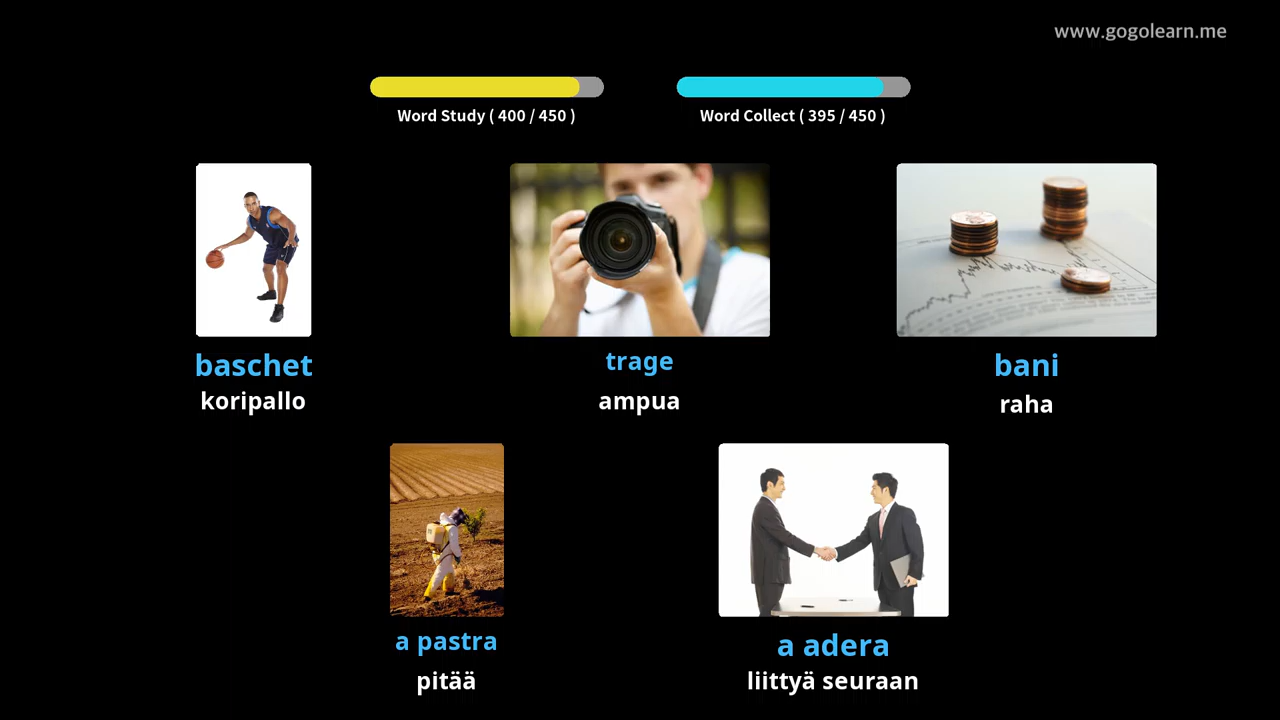 www.gogolearn.me
Word Study ( 400 / 450 )
Word Collect ( 395 / 450 )
baschet
koripallo
trage
ampua
bani
raha
a pastra
pitää
a adera
liittyä seuraan